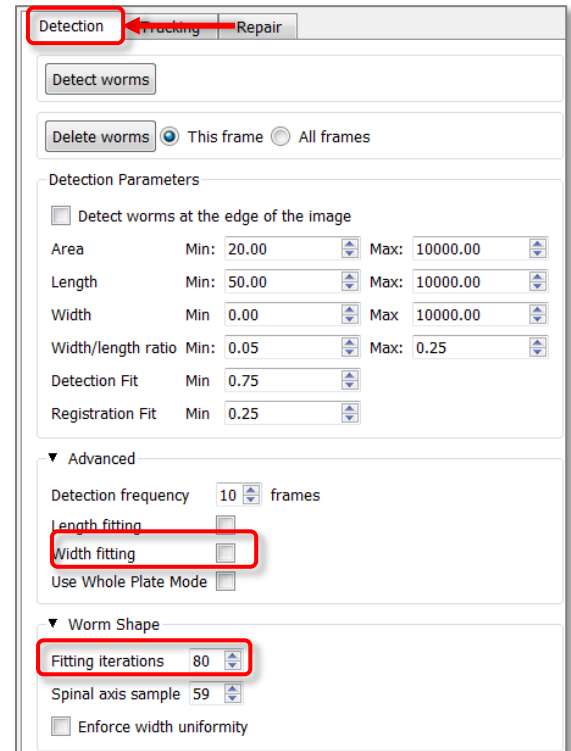 Detection Tracking Repair
Detect worms
Delete worms This frame All frames
Detection Parameters
Detect worms at the edge of the image
Area Min: 20.00 Max: 10000.00
Length Min: 50.00 Max: 10000.00
Width Min 0.00 Max 10000.00
Width/length ratio Min: 0.05 Max: 0.25
Detection Fit Min 0.75
Registration Fit Min 0.25
Advanced
Detection frequency 10 frames
Length fitting
Width fitting
Use Whole Plate Mode
Worm Shape
Fitting iterations 80
Spinal axis sample 59
Enforce width uniformity